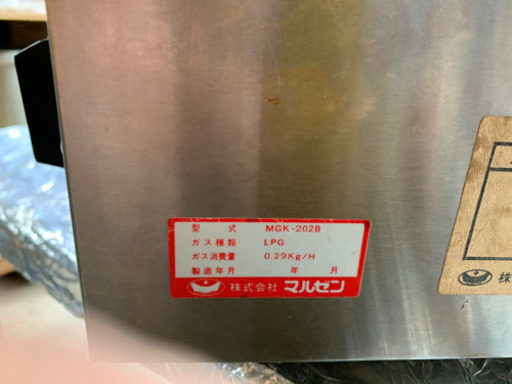 型 式 MGK-202B
ガス種類 LPG
ガス消費量 0.29Kg/H
製造年月 年 月
株式会社 マルゼン
株